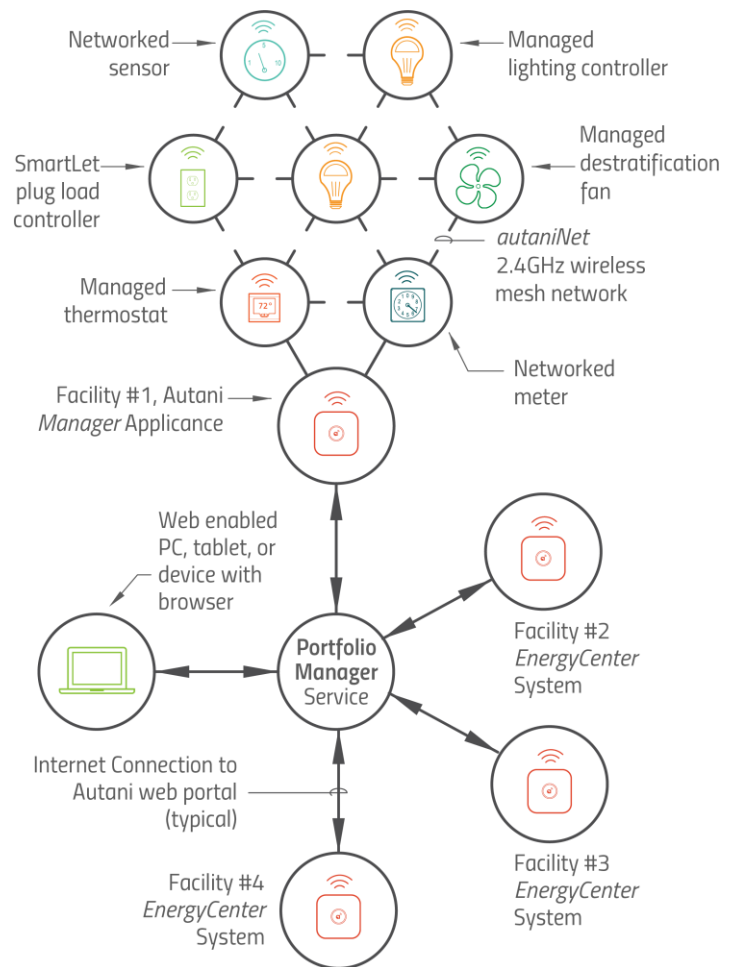 Networked
sensor
Managed
lighting controller
SmartLet
plug load
controller
Managed
destratification
fan
autaniNet
2.4GHz wireless
mesh network
Managed
thermostat
72°
Networked
meter
Facility #1, Autani
Manager Applicance
Web enabled
PC, tablet, or
device with
browser
Facility #2
EnergyCenter
System
Portfolio
Manager
Service
Internet Connection to
Autani web portal
(typical)
Facility #3
EnergyCenter
System
Facility #4
EnergyCenter
System